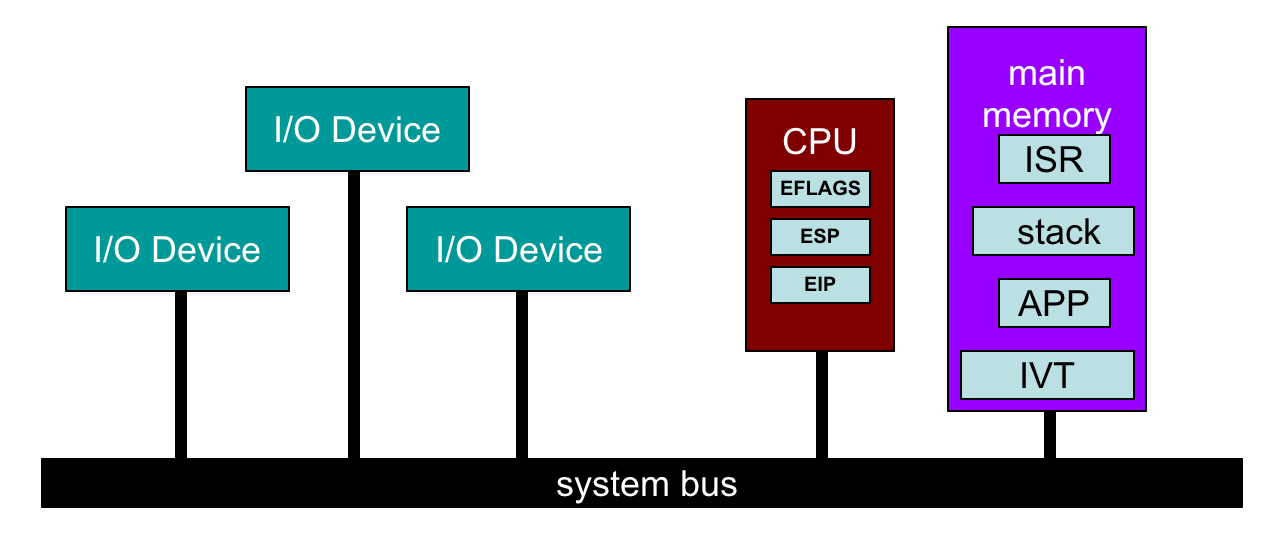 I/O Device
I/O Device
I/O Device
CPU
EFLAGS
ESP
EIP
main
memory
ISR
stack
APP
IVT
system bus